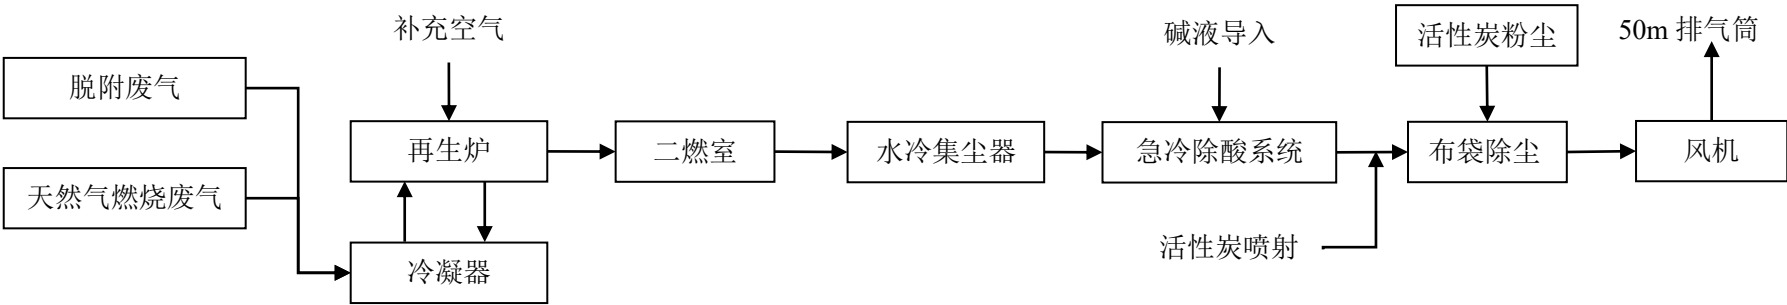 补充空气
碱液导入
活性炭粉尘
50m 排气筒
脱附废气
再生炉
二燃室
水冷集尘器
急冷除酸系统
布袋除尘
风机
天然气燃烧废气
活性炭喷射
冷凝器